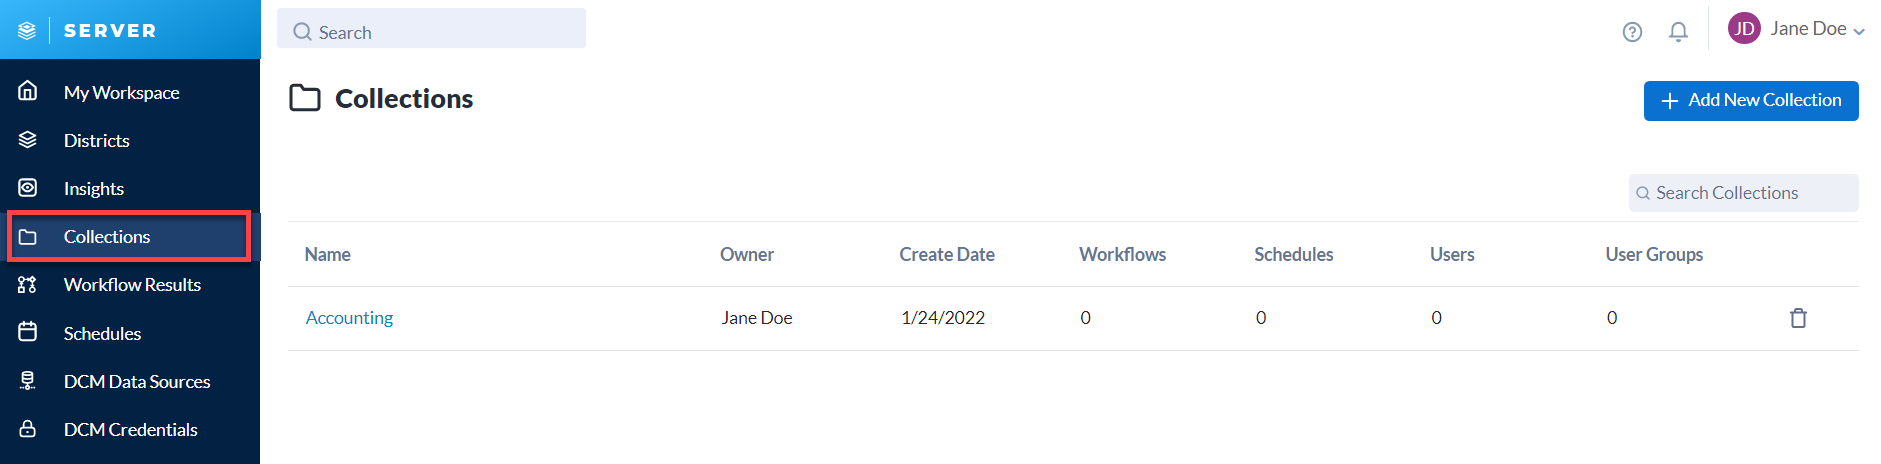 SERVER
Search
JD Jane Doe
My Workspace
Districts
Insights
Collections
Workflow Results
Schedules
DCM Data Sources
DCM Credentials
Collections
+ Add New Collection
Search Collections
Name Owner Create Date Workflows Schedules Users User Groups
Accounting Jane Doe 1/24/2022 0 0 0 0